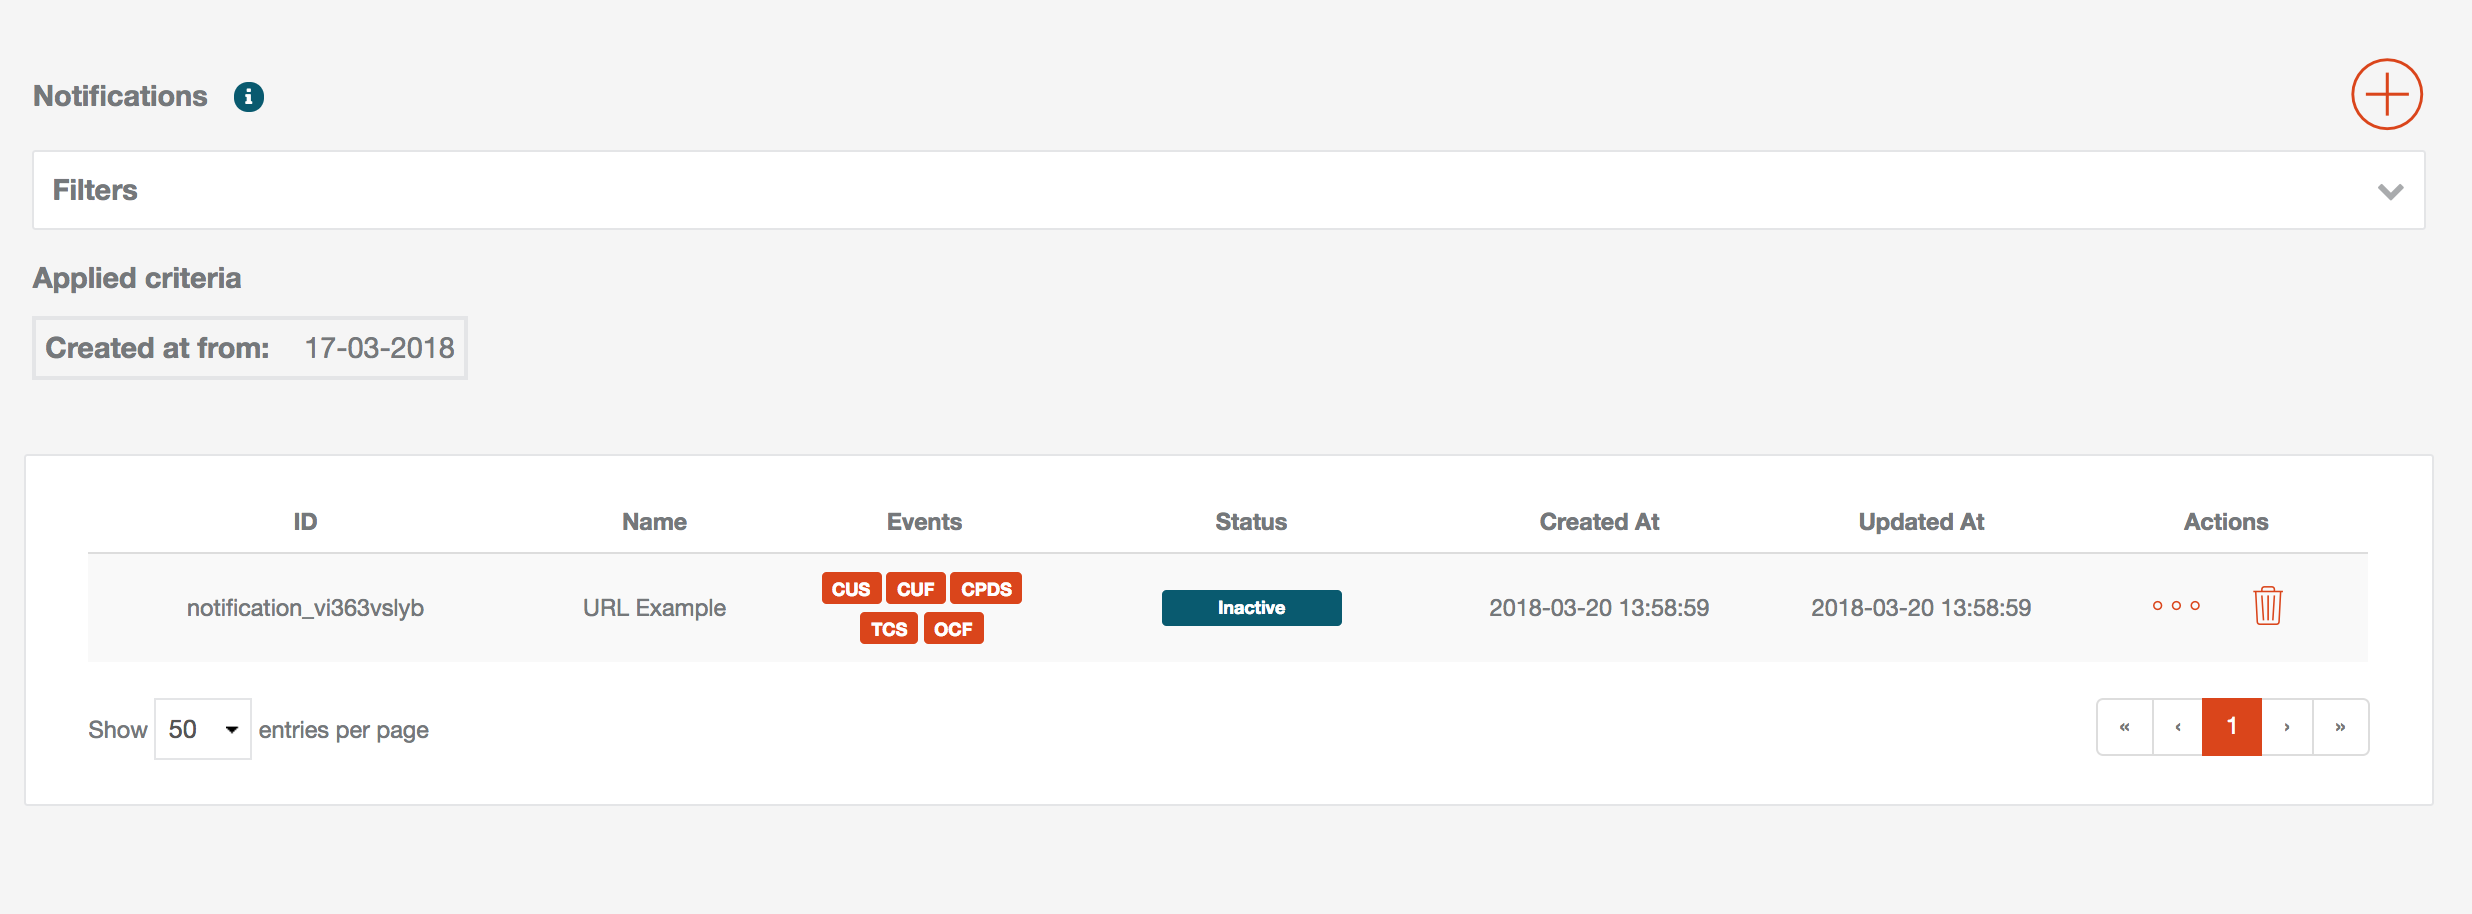 Notifications
Filters
Applied criteria
Created at from: 17-03-2018
ID Name Events Status Created At Updated At Actions
CUS CUF CPDS
notification_vi363vslyb URL Example Inactive 2018-03-20 13:58:59 2018-03-20 13:58:59
TCS OCF
Show 50 entries per page « ‹ 1 › »